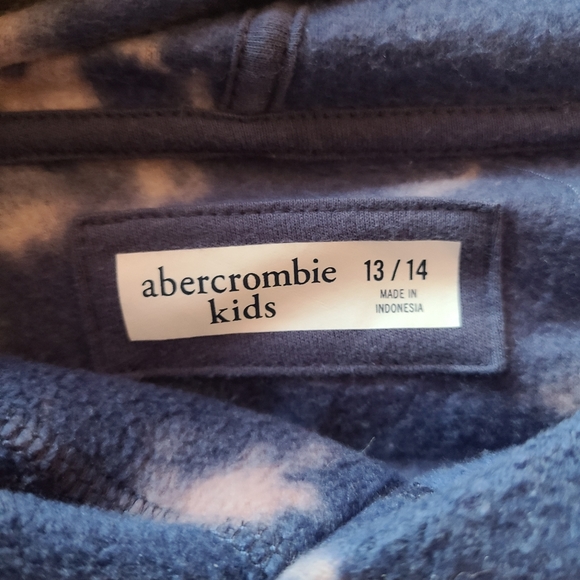 abercrombie
kids
13 / 14
MADE IN
INDONESIA